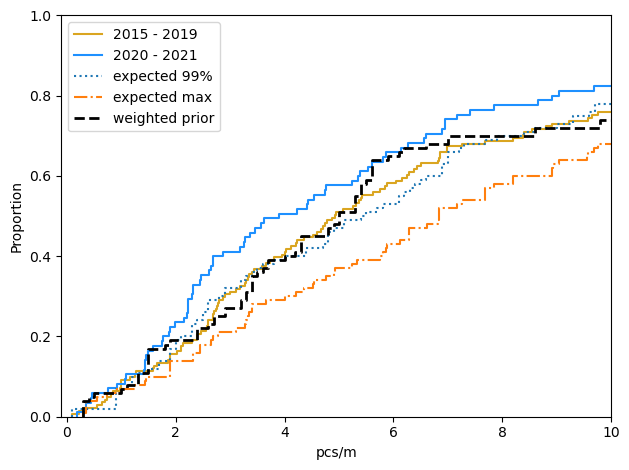 1.0
0.8
0.6
0.4
0.2
0.0
Proportion
2015 - 2019
2020 - 2021
expected 99%
expected max
weighted prior
0 2 4 6 8 10
pcs/m